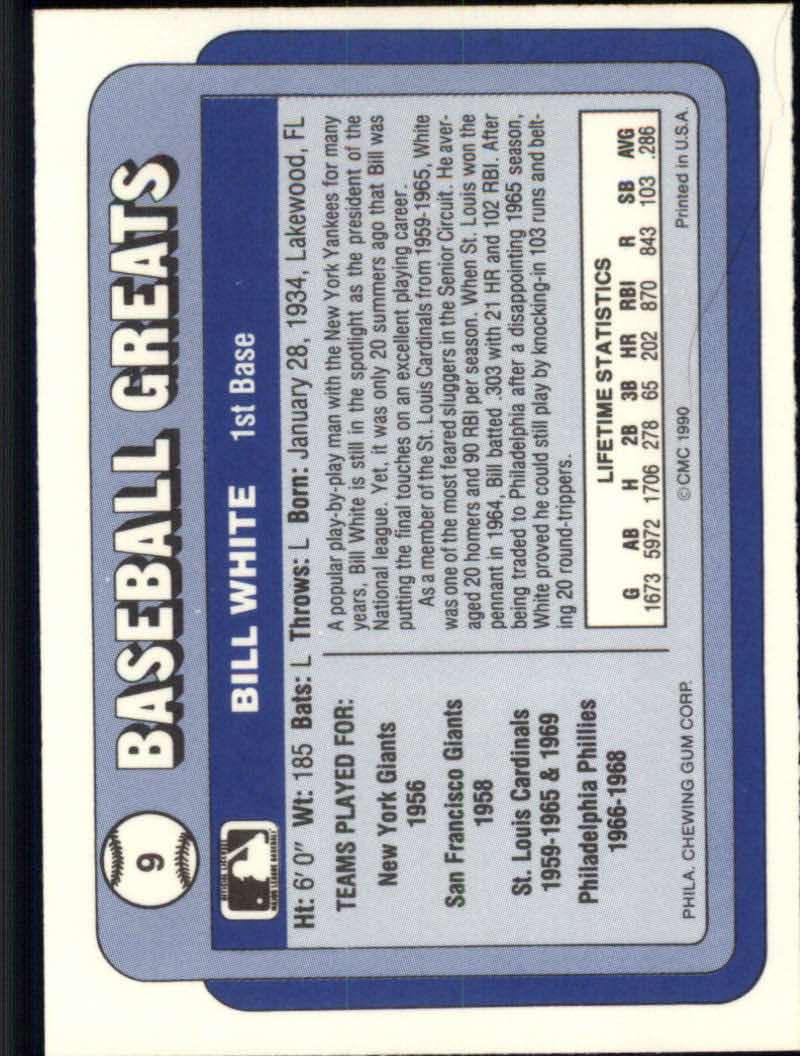 9
BASEBALL GREATS
BILL WHITE 1st Base
Ht: 6' 0" Wt: 185 Bats: L Throws: L Born: January 28, 1934, Lakewood, FL
TEAMS PLAYED FOR:
New York Giants
1956
San Francisco Giants
1958
St. Louis Cardinals
1959-1965 & 1969
Philadelphia Phillies
1966-1968
A popular play-by-play man with the New York Yankees for many
years, Bill White is still in the spotlight as the president of the
National league. Yet, it was only 20 summers ago that Bill was
putting the final touches on an excellent playing career.
As a member of the St. Louis Cardinals from 1959-1965, White
was one of the most feared sluggers in the Senior Circuit. He aver-
aged 20 homers and 90 RBI per season. When St. Louis won the
pennant in 1964, Bill batted .303 with 21 HR and 102 RBI. After
being traded to Philadelphia after a disappointing 1965 season,
White proved he could still play by knocking-in 103 runs and belt-
ing 20 round-trippers.
LIFETIME STATISTICS
G AB H 2B 3B HR RBI R SB AVG
1673 5972 1706 278 65 202 870 843 103 .286
PHILA. CHEWING GUM CORP. © CMC 1990 Printed in U.S.A.